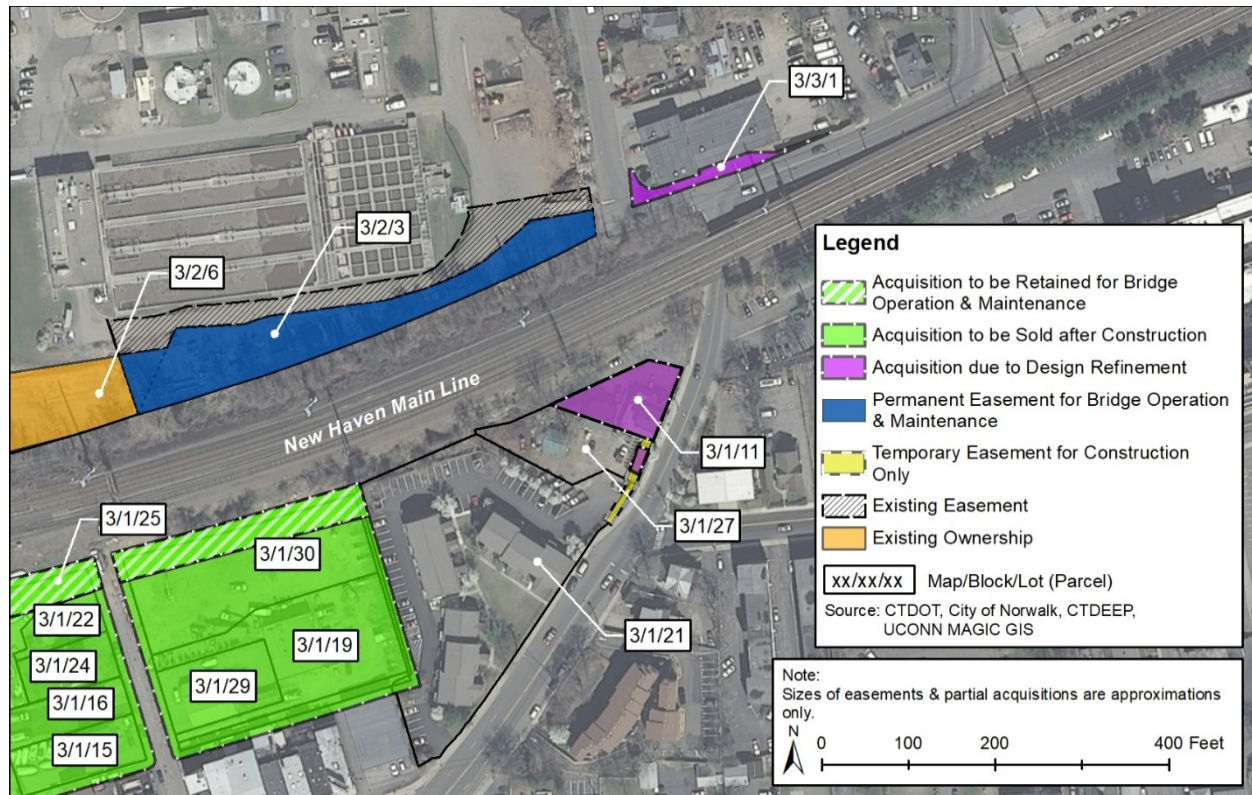 3/3/1
3/2/3
3/2/6
New Haven Main Line
3/1/11
3/1/27
3/1/25
3/1/30
3/1/22
3/1/21
3/1/19
3/1/24
3/1/29
3/1/16
3/1/15
Legend
Acquisition to be Retained for Bridge
Operation & Maintenance
Acquisition to be Sold after Construction
Acquisition due to Design Refinement
Permanent Easement for Bridge Operation
& Maintenance
Temporary Easement for Construction
Only
Existing Easement
Existing Ownership
xx/xx/xx Map/Block/Lot (Parcel)
Source: CTDOT, City of Norwalk, CTDEEP,
UCONN MAGIC GIS
Note:
Sizes of easements & partial acquisitions are approximations
only.
N
0 100 200 400 Feet